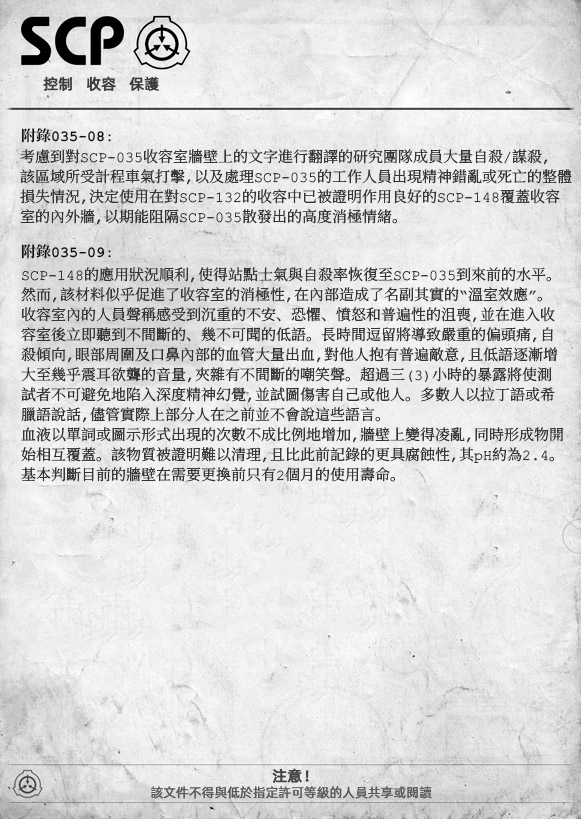 SCP
控制 收容 保護
附錄035-08:
考慮到對SCP-035收容室牆壁上的文字進行翻譯的研究團隊成員大量自殺/謀殺,
該區域所受計程車氣打擊,以及處理SCP-035的工作人員出現精神錯亂或死亡的整體
損失情況,決定使用在對SCP-132的收容中已被證明作用良好的SCP-148覆蓋收容
室的內外牆,以期能阻隔SCP-035散發出的高度消極情緒。
附錄035-09:
SCP-148的應用狀況順利,使得站點士氣與自殺率恢復至SCP-035到來前的水平。
然而,該材料似乎促進了收容室的消極性,在內部造成了名副其實的“溫室效應”。
收容室內的人員聲稱感受到沉重的不安、恐懼、憤怒和普遍性的沮喪,並在進入收
容室後立即聽到不間斷的、幾不可聞的低語。長時間逗留將導致嚴重的偏頭痛,自
殺傾向,眼部周圍及口鼻內部的血管大量出血,對他人抱有普遍敵意,且低語逐漸增
大至幾乎震耳欲聾的音量,夾雜有不間斷的嘲笑聲。超過三(3)小時的暴露將使測
試者不可避免地陷入深度精神幻覺,並試圖傷害自己或他人。多數人以拉丁語或希
臘語說話,儘管實際上部分人在之前並不會說這些語言。
血液以單詞或圖示形式出現的次數不成比例地增加,牆壁上變得凌亂,同時形成物開
始相互覆蓋。該物質被證明難以清理,且比此前記錄的更具腐蝕性,其pH約為2.4。
基本判斷目前的牆壁在需要更換前只有2個月的使用壽命。
注意!
該文件不得與低於指定許可等級的人員共享或閱讀